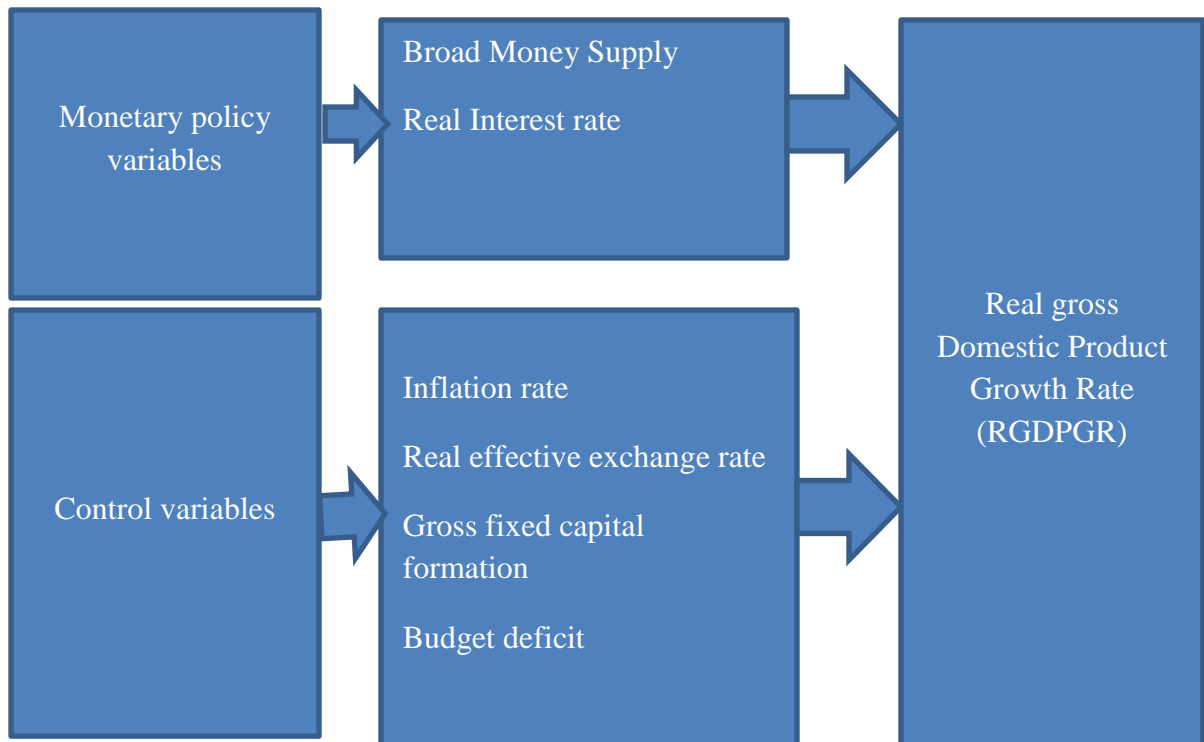 Monetary policy
variables
Broad Money Supply
Real Interest rate
Control variables
Inflation rate
Real effective exchange rate
Gross fixed capital
formation
Budget deficit
Real gross
Domestic Product
Growth Rate
(RGDPGR)